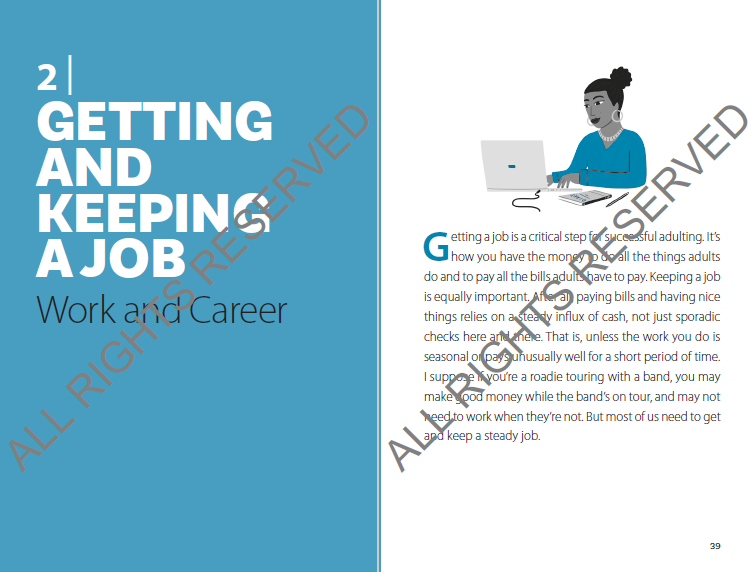 2
GETTING
AND
KEEPING
A JOB
Work and Career
ALL RIGHTS RESERVED
Getting a job is a critical step for successful adulting. It's
how you have the money to do all the things adults
do and to pay all the bills adults have to pay. Keeping a job
is equally important. After all, paying bills and having nice
things relies on a steady influx of cash, not just sporadic
checks here and there. That is, unless the work you do is
seasonal or pays unusually well for a short period of time.
I suppose if you're a roadie touring with a band, you may
make good money while the band's on tour, and may not
need to work when they're not. But most of us need to get
and keep a steady job.
ALL RIGHTS RESERVED
39